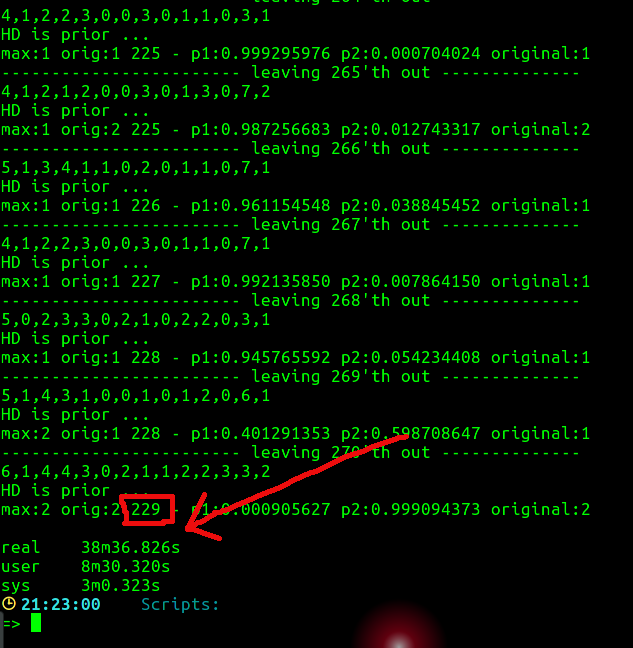 4,1,2,2,3,0,0,3,0,1,1,0,3,1
HD is prior ...
max:1 orig:1 225 - p1:0.999295976 p2:0.000704024 original:1
------------------------ leaving 265'th out --------------
4,1,2,1,2,0,0,3,0,1,3,0,7,2
HD is prior ...
max:1 orig:2 225 - p1:0.987256683 p2:0.012743317 original:2
------------------------ leaving 266'th out --------------
5,1,3,4,1,1,0,2,0,1,1,0,7,1
HD is prior ...
max:1 orig:1 226 - p1:0.961154548 p2:0.038845452 original:1
------------------------ leaving 267'th out --------------
4,1,2,2,3,0,0,3,0,1,1,0,7,1
HD is prior ...
max:1 orig:1 227 - p1:0.992135850 p2:0.007864150 original:1
------------------------ leaving 268'th out --------------
5,0,2,3,3,0,2,1,0,2,2,0,3,1
HD is prior ...
max:1 orig:1 228 - p1:0.945765592 p2:0.054234408 original:1
------------------------ leaving 269'th out --------------
5,1,4,3,1,0,0,1,0,1,2,0,6,1
HD is prior ...
max:2 orig:1 228 - p1:0.401291353 p2:0.598708647 original:1
------------------------ leaving 270'th out --------------
6,1,4,4,3,0,2,1,1,2,2,3,3,2
HD is prior ...
max:2 orig:2 229 - p1:0.000905627 p2:0.999094373 original:2
real 38m36.826s
user 8m30.320s
sys 3m0.323s
21:23:00 Scripts:
=>